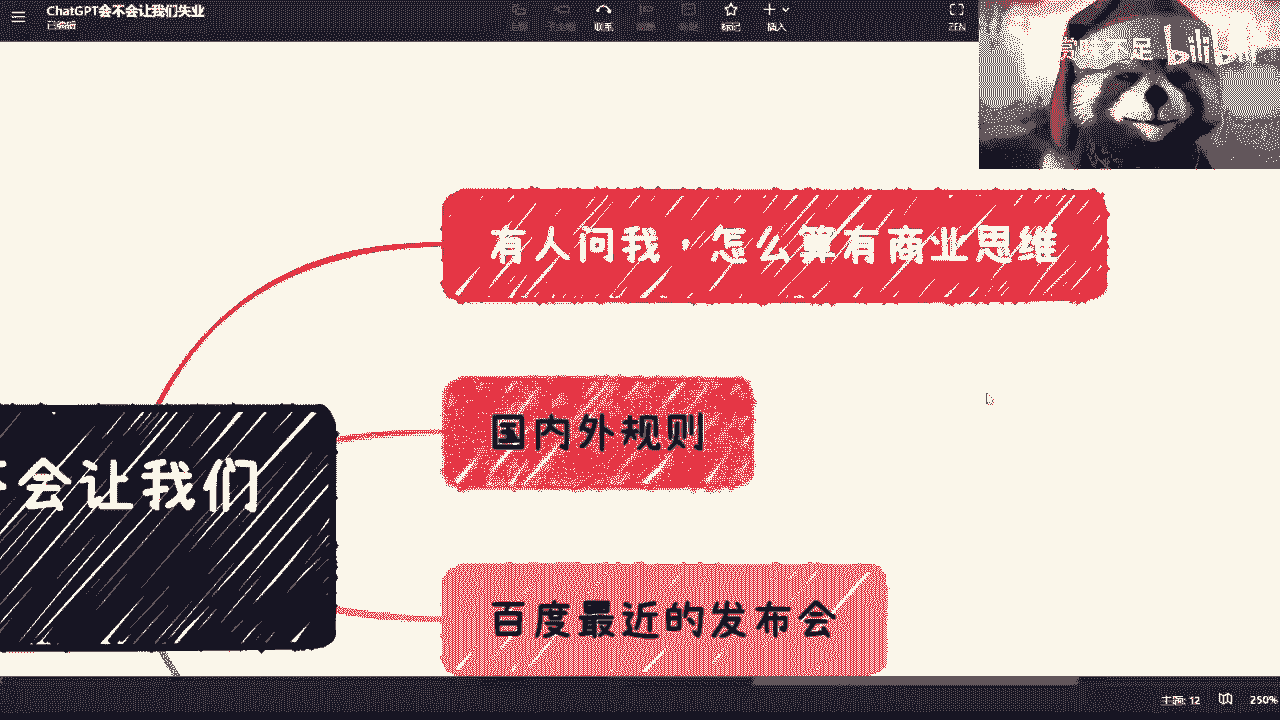 ChatGPT会不会让我们失业
已编辑
联系
标记
插入
ZEN
赏味不足 bilibili
有人问我，怎么算有商业思维
国内外规则
不会让我们
百度最近的发布会
主题: 12
250%